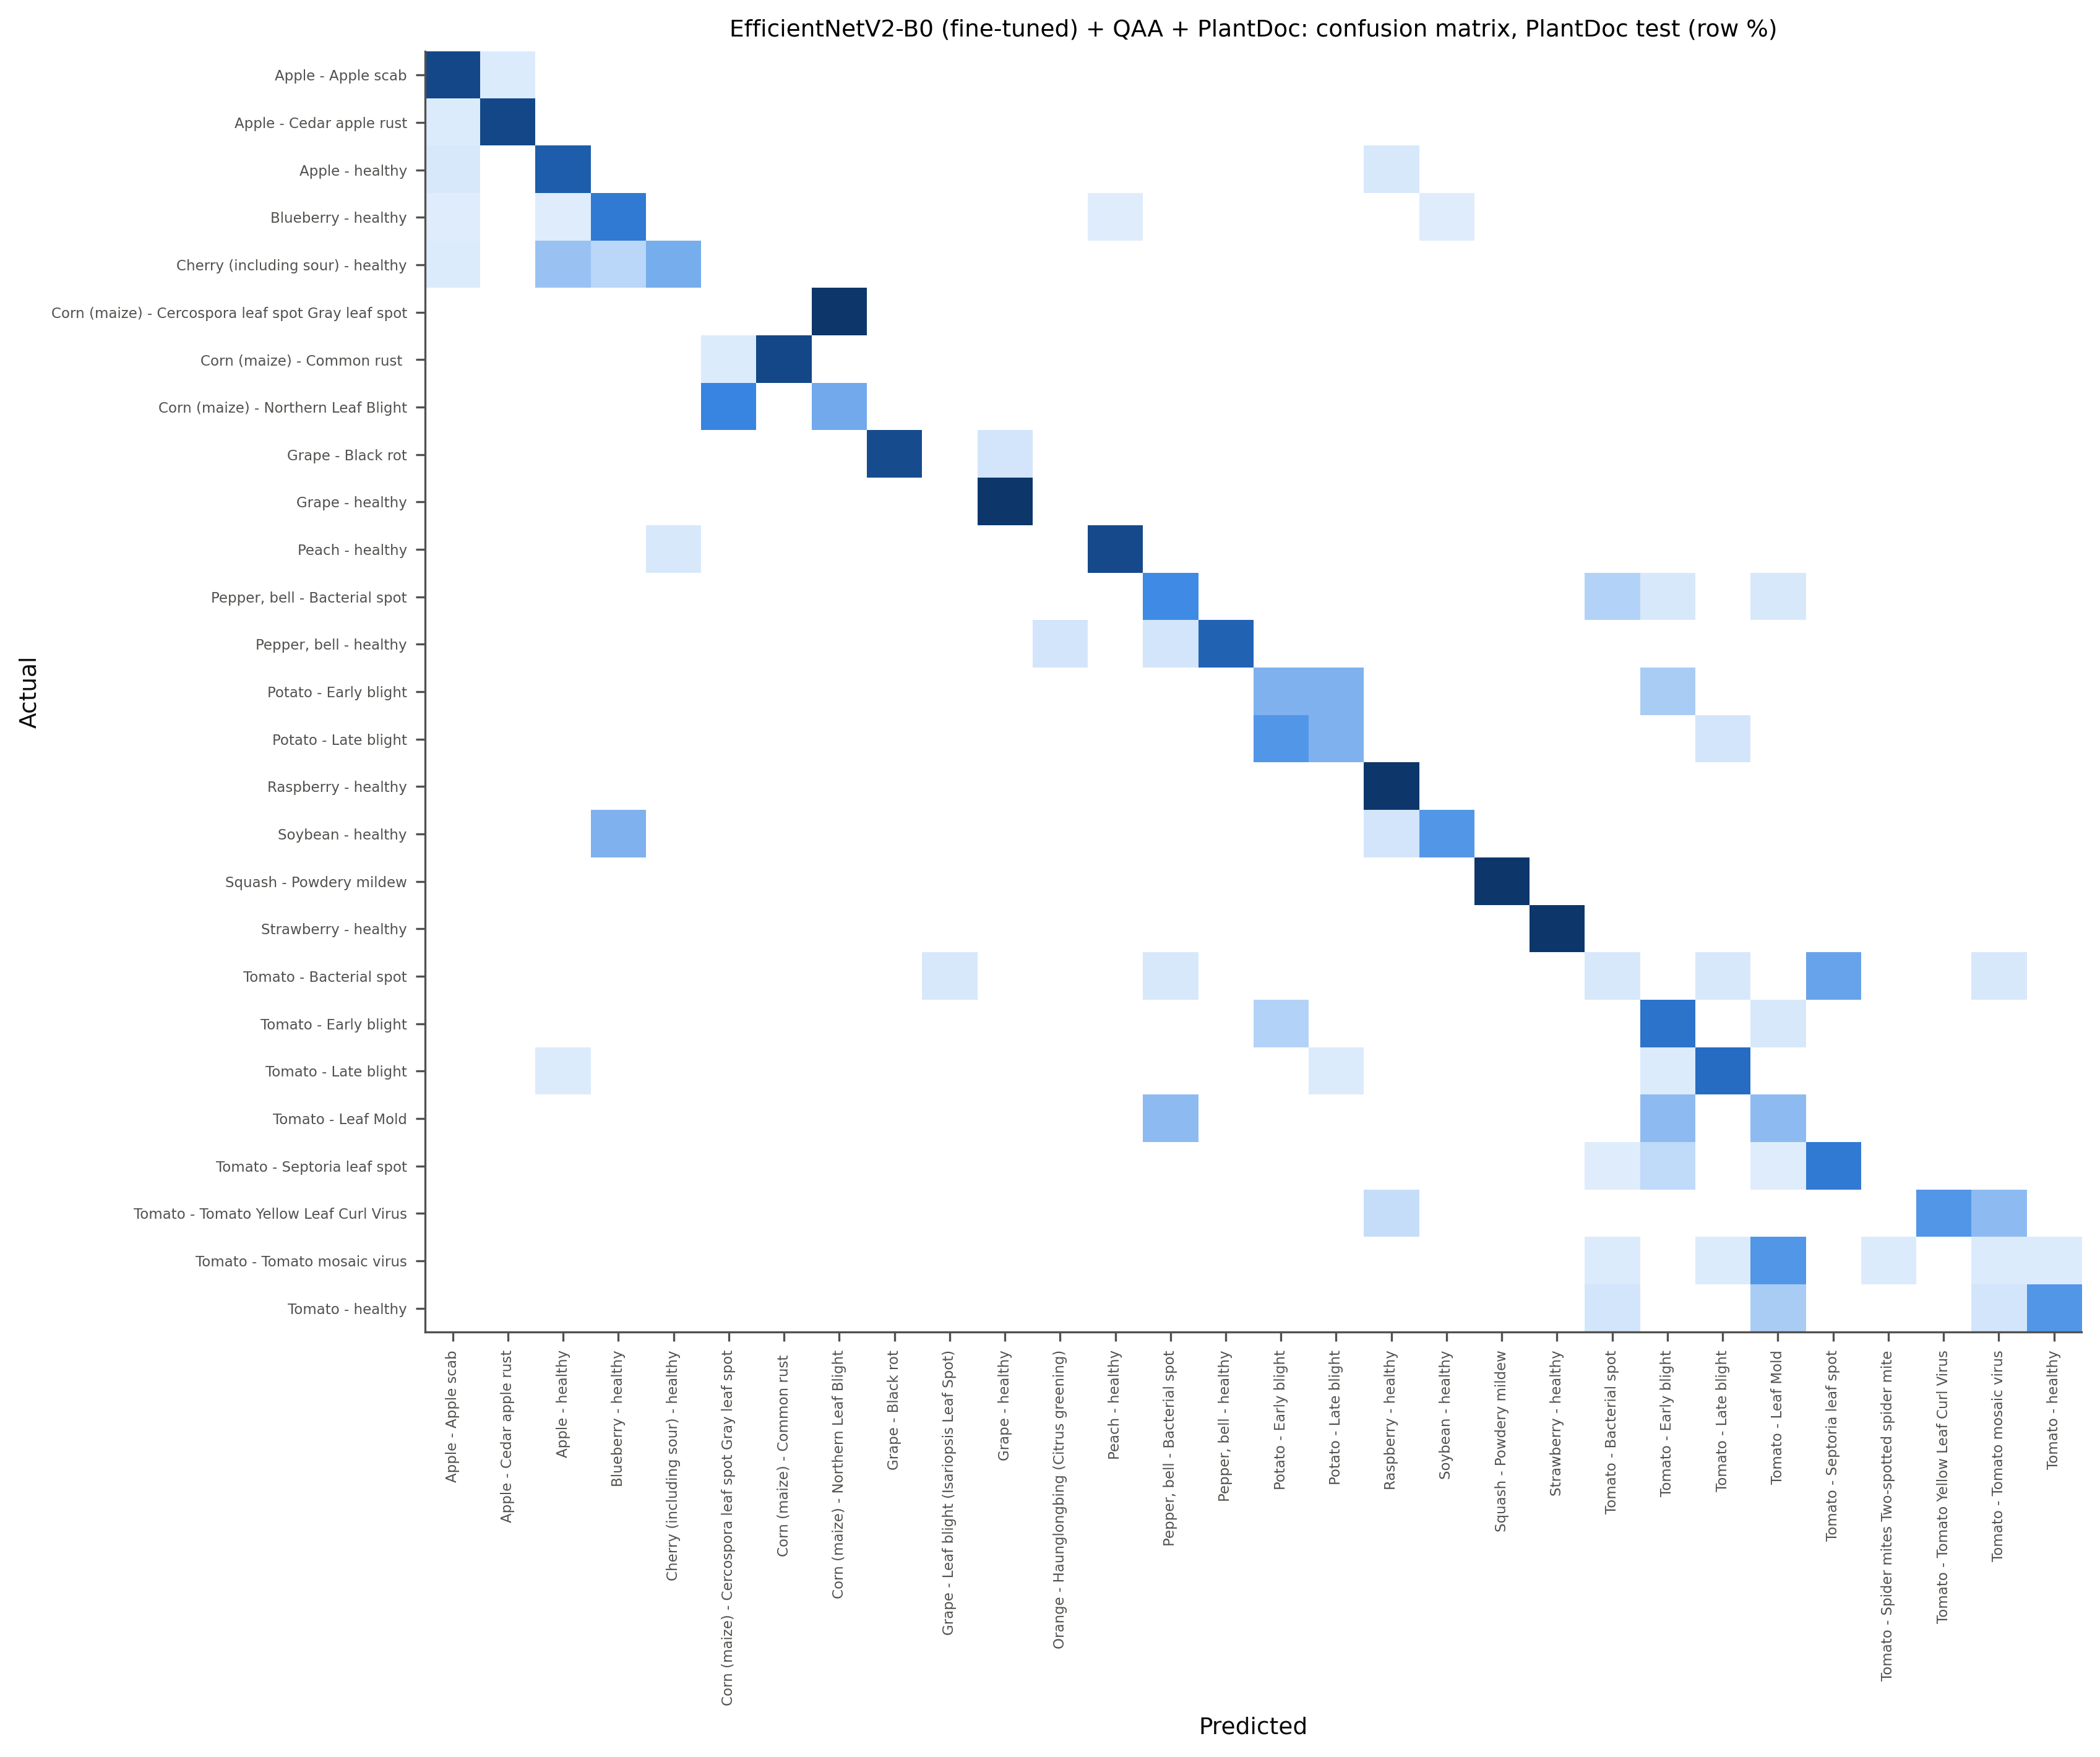 EfficientNetV2-B0 (fine-tuned) + QAA + PlantDoc: confusion matrix, PlantDoc test (row %)
Actual
Apple - Apple scab
Apple - Cedar apple rust
Apple - healthy
Blueberry - healthy
Cherry (including sour) - healthy
Corn (maize) - Cercospora leaf spot Gray leaf spot
Corn (maize) - Common rust
Corn (maize) - Northern Leaf Blight
Grape - Black rot
Grape - healthy
Peach - healthy
Pepper, bell - Bacterial spot
Pepper, bell - healthy
Potato - Early blight
Potato - Late blight
Raspberry - healthy
Soybean - healthy
Squash - Powdery mildew
Strawberry - healthy
Tomato - Bacterial spot
Tomato - Early blight
Tomato - Late blight
Tomato - Leaf Mold
Tomato - Septoria leaf spot
Tomato - Tomato Yellow Leaf Curl Virus
Tomato - Tomato mosaic virus
Tomato - healthy
Apple - Apple scab
Apple - Cedar apple rust
Apple - healthy
Blueberry - healthy
Cherry (including sour) - healthy
Corn (maize) - Cercospora leaf spot Gray leaf spot
Corn (maize) - Common rust
Corn (maize) - Northern Leaf Blight
Grape - Black rot
Grape - Leaf blight (Isariopsis Leaf Spot)
Grape - healthy
Orange - Haunglongbing (Citrus greening)
Peach - healthy
Pepper, bell - Bacterial spot
Pepper, bell - healthy
Potato - Early blight
Potato - Late blight
Raspberry - healthy
Soybean - healthy
Squash - Powdery mildew
Strawberry - healthy
Tomato - Bacterial spot
Tomato - Early blight
Tomato - Late blight
Tomato - Leaf Mold
Tomato - Septoria leaf spot
Tomato - Spider mites Two-spotted spider mite
Tomato - Tomato Yellow Leaf Curl Virus
Tomato - Tomato mosaic virus
Tomato - healthy
Predicted